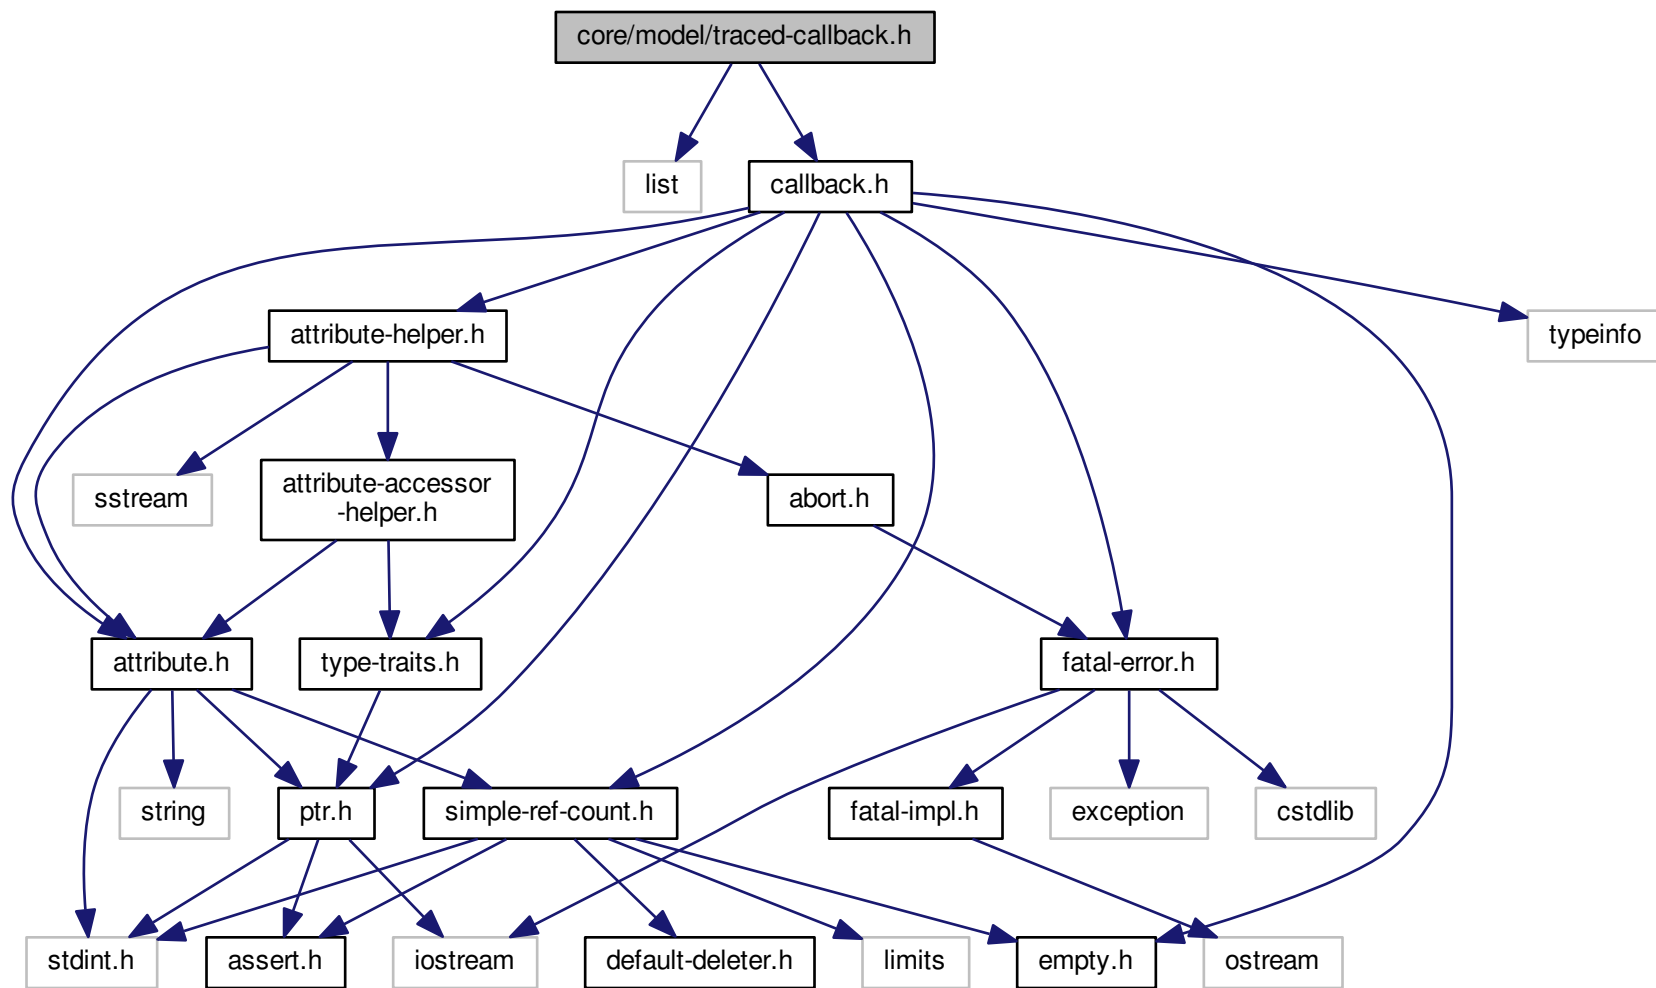 core/model/traced-callback.h
list
callback.h
attribute-helper.h
typeinfo
sstream
attribute-accessor
-helper.h
abort.h
attribute.h
type-traits.h
fatal-error.h
string
ptr.h
simple-ref-count.h
fatal-impl.h
exception
cstdlib
stdint.h
assert.h
iostream
default-deleter.h
limits
empty.h
ostream